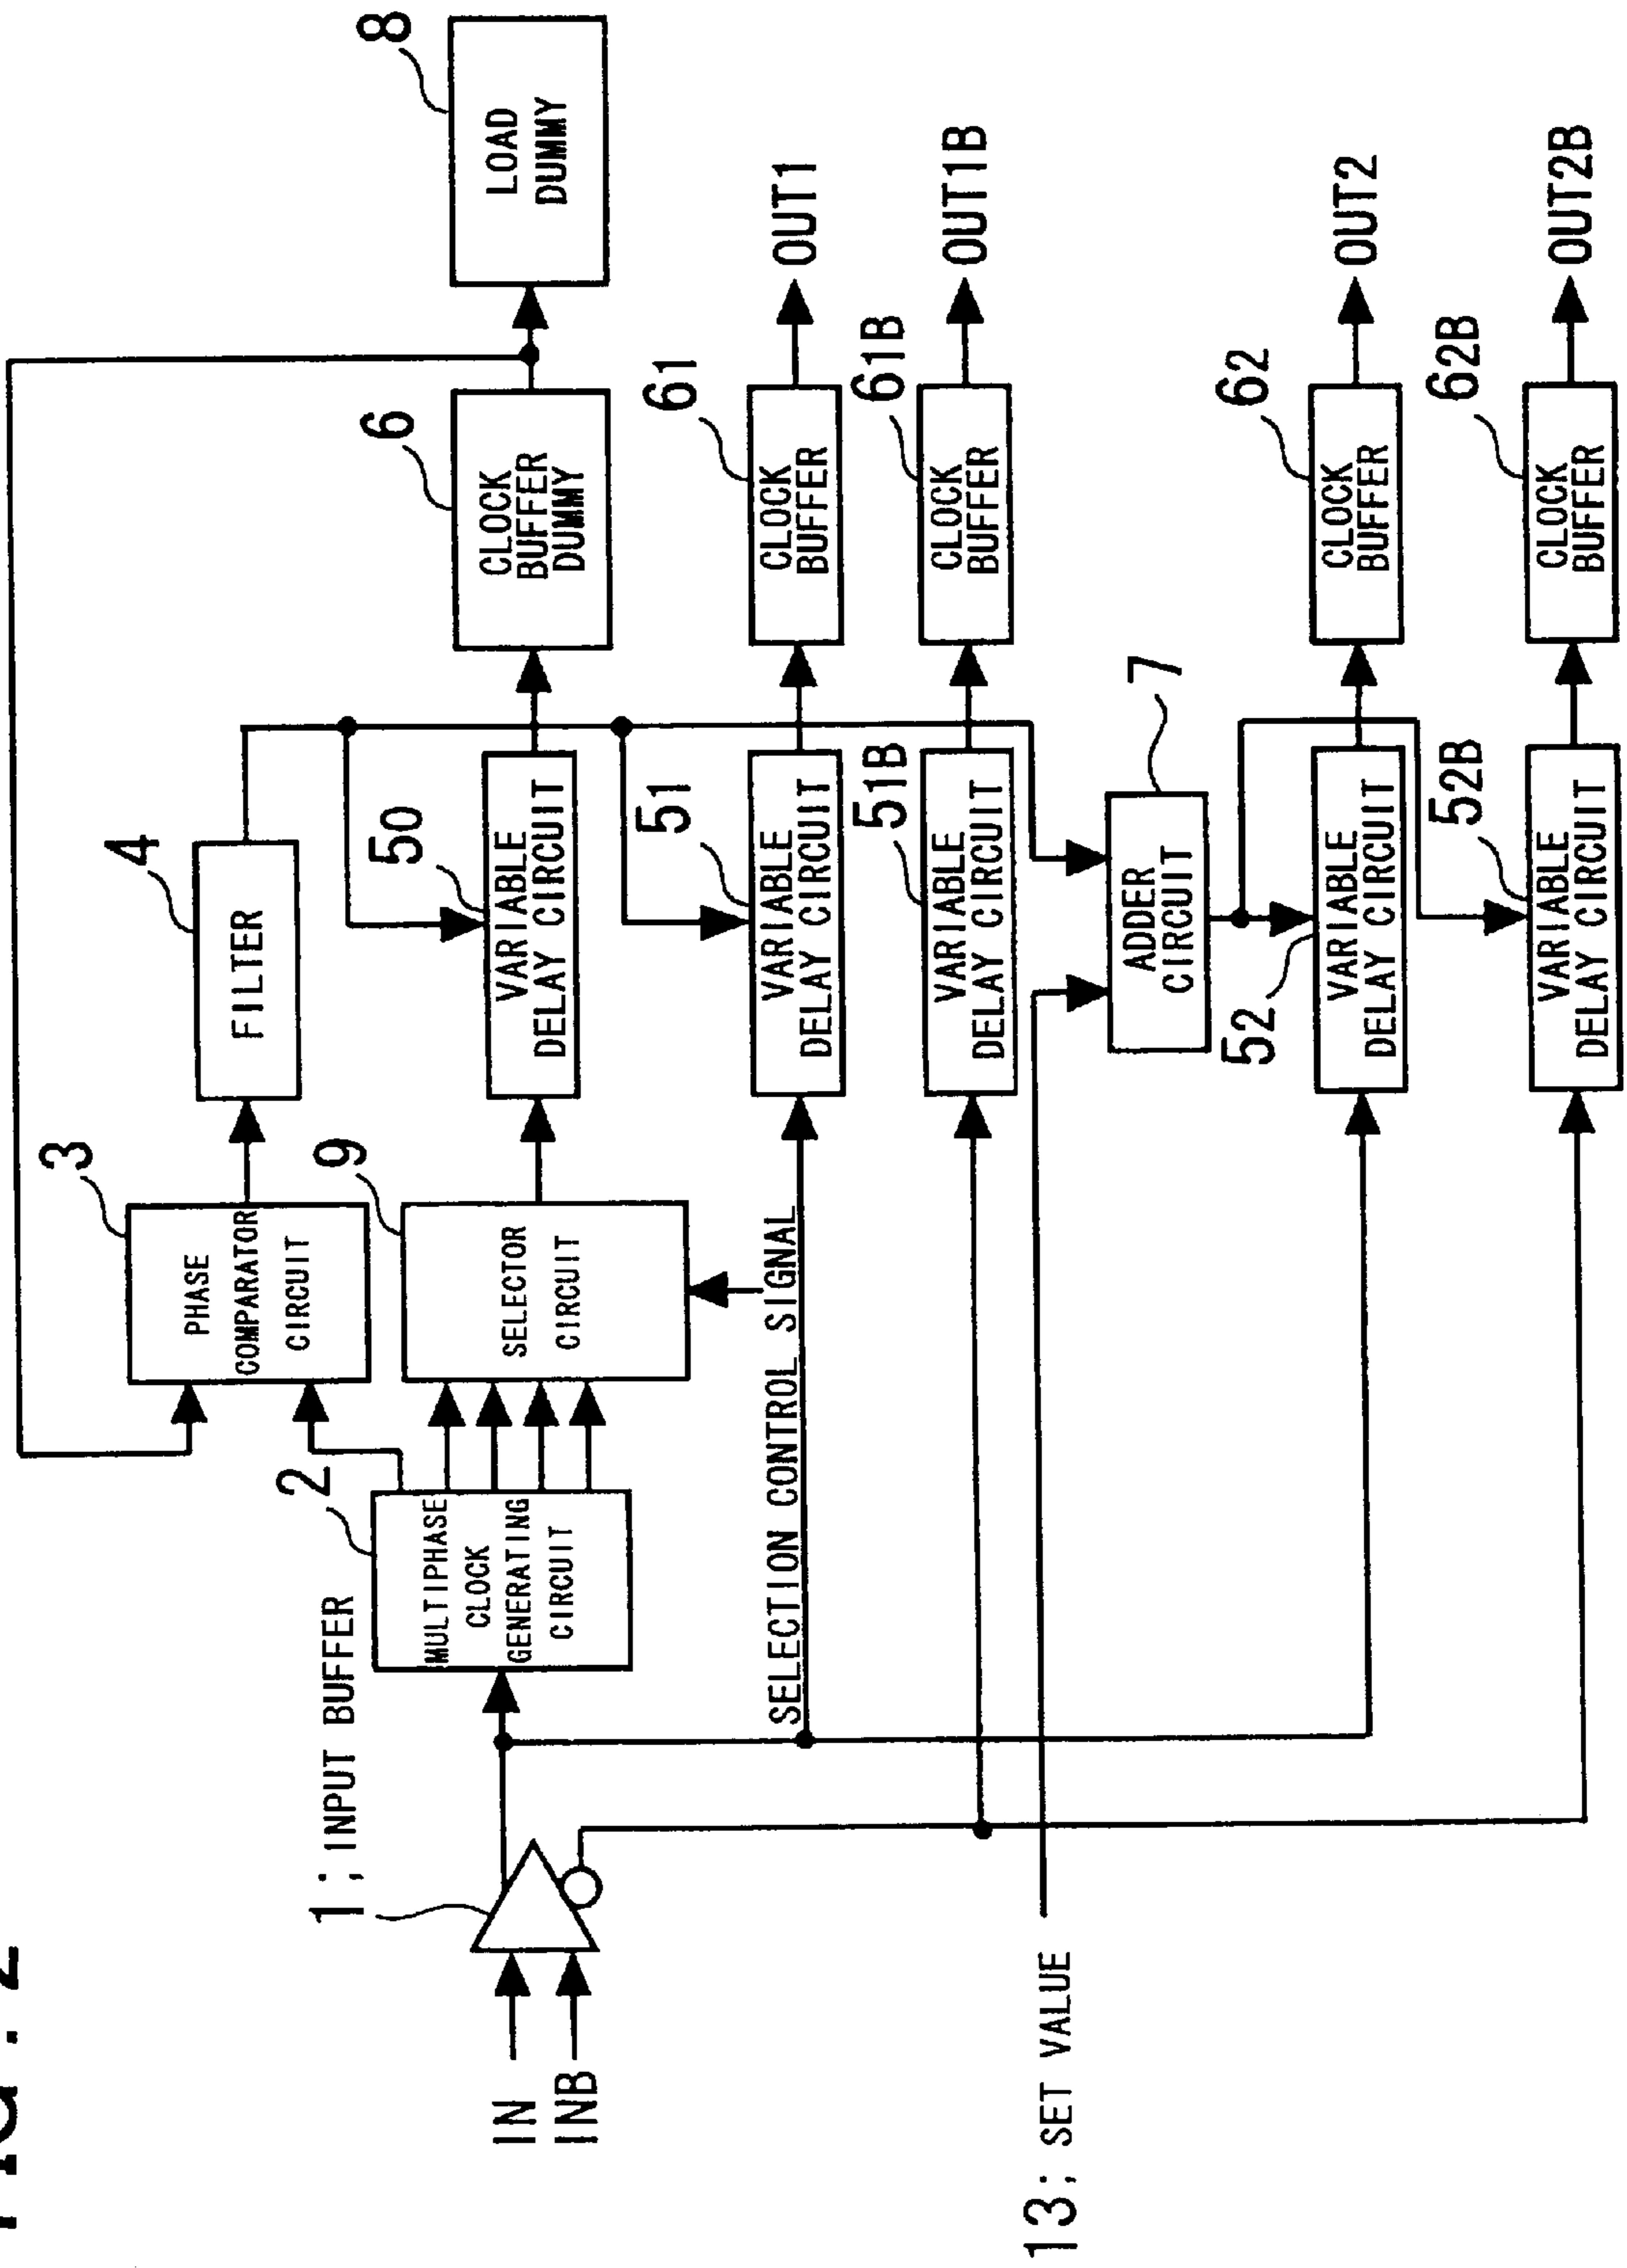 FIG. 2
3
PHASE
COMPARATOR
CIRCUIT
4
FILTER
1; INPUT BUFFER
IN
INB
2
MULTIPHASE
CLOCK
GENERATING
CIRCUIT
9
SELECTOR
CIRCUIT
50
VARIABLE
DELAY CIRCUIT
6
CLOCK
BUFFER
DUMMY
8
LOAD
DUMMY
SELECTION CONTROL SIGNAL
51
VARIABLE
DELAY CIRCUIT
61
CLOCK
BUFFER
OUT1
51B
VARIABLE
DELAY CIRCUIT
61B
CLOCK
BUFFER
OUT1B
13; SET VALUE
7
ADDER
CIRCUIT
52
VARIABLE
DELAY CIRCUIT
62
CLOCK
BUFFER
OUT2
52B
VARIABLE
DELAY CIRCUIT
62B
CLOCK
BUFFER
OUT2B